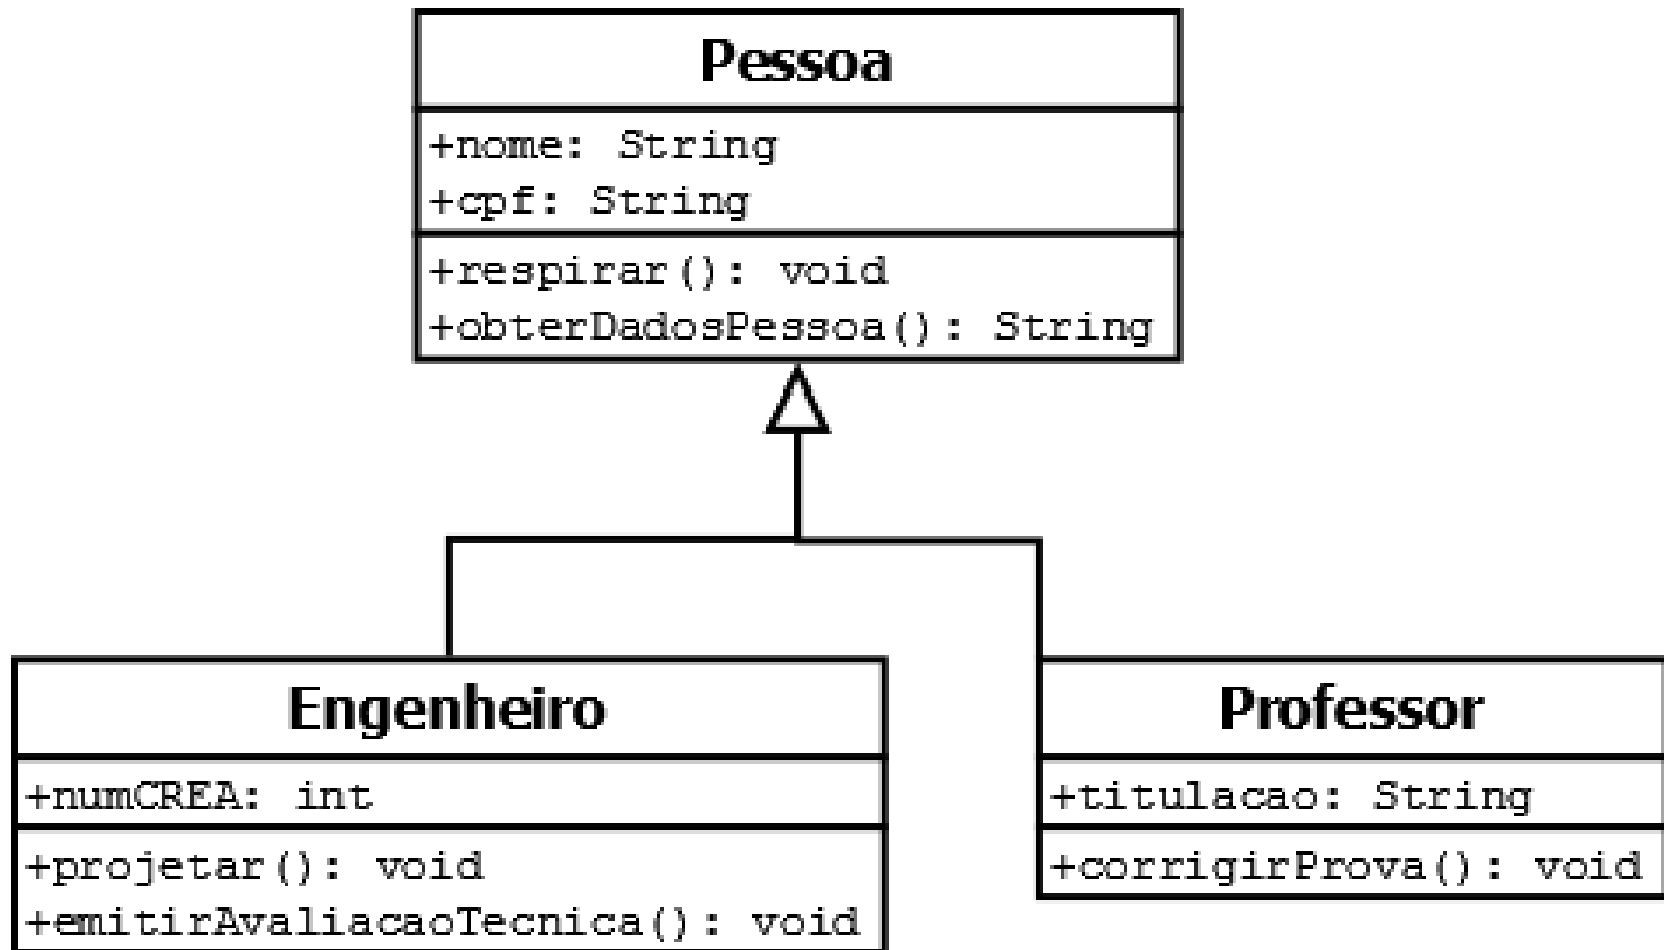 Pessoa
+nome: String
+cpf: String
+respirar(): void
+obterDadosPessoa(): String
Engenheiro
+numCREA: int
+projetar(): void
+emitirAvaliacaoTecnica(): void
Professor
+titulacao: String
+corrigirProva(): void